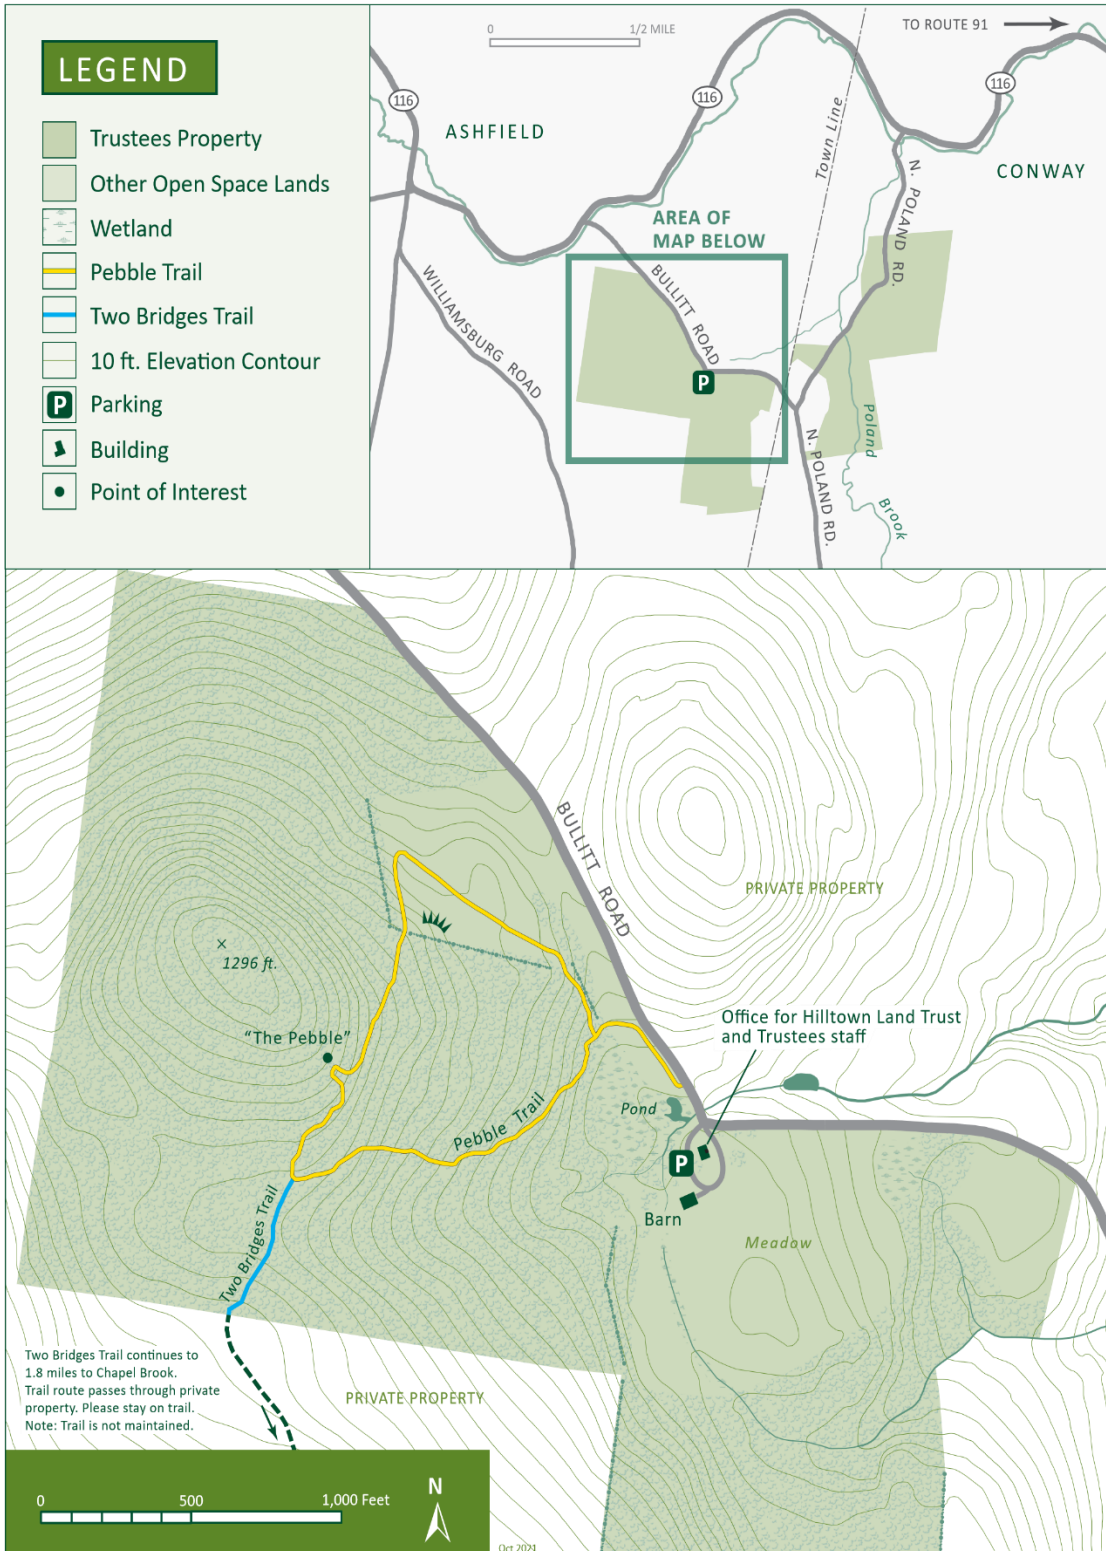 LEGEND
Trustees Property
Other Open Space Lands
Wetland
Pebble Trail
Two Bridges Trail
10 ft. Elevation Contour
P
Parking
Building
Point of Interest
0
1/2 MILE
TO ROUTE 91
116
116
116
ASHFIELD
Town Line
CONWAY
N. POLAND RD.
AREA OF
MAP BELOW
BULLITT ROAD
WILLIAMSBURG ROAD
P
Poland
Brook
N. POLAND RD.
BULLITT ROAD
PRIVATE PROPERTY
1296 ft.
"The Pebble"
Office for Hilltown Land Trust
and Trustees staff
Pond
Pebble Trail
P
Barn
Meadow
Two Bridges Trail
Two Bridges Trail continues to
1.8 miles to Chapel Brook.
Trail route passes through private
property. Please stay on trail.
Note: Trail is not maintained.
PRIVATE PROPERTY
0
500
1,000 Feet
N
Oct 2021